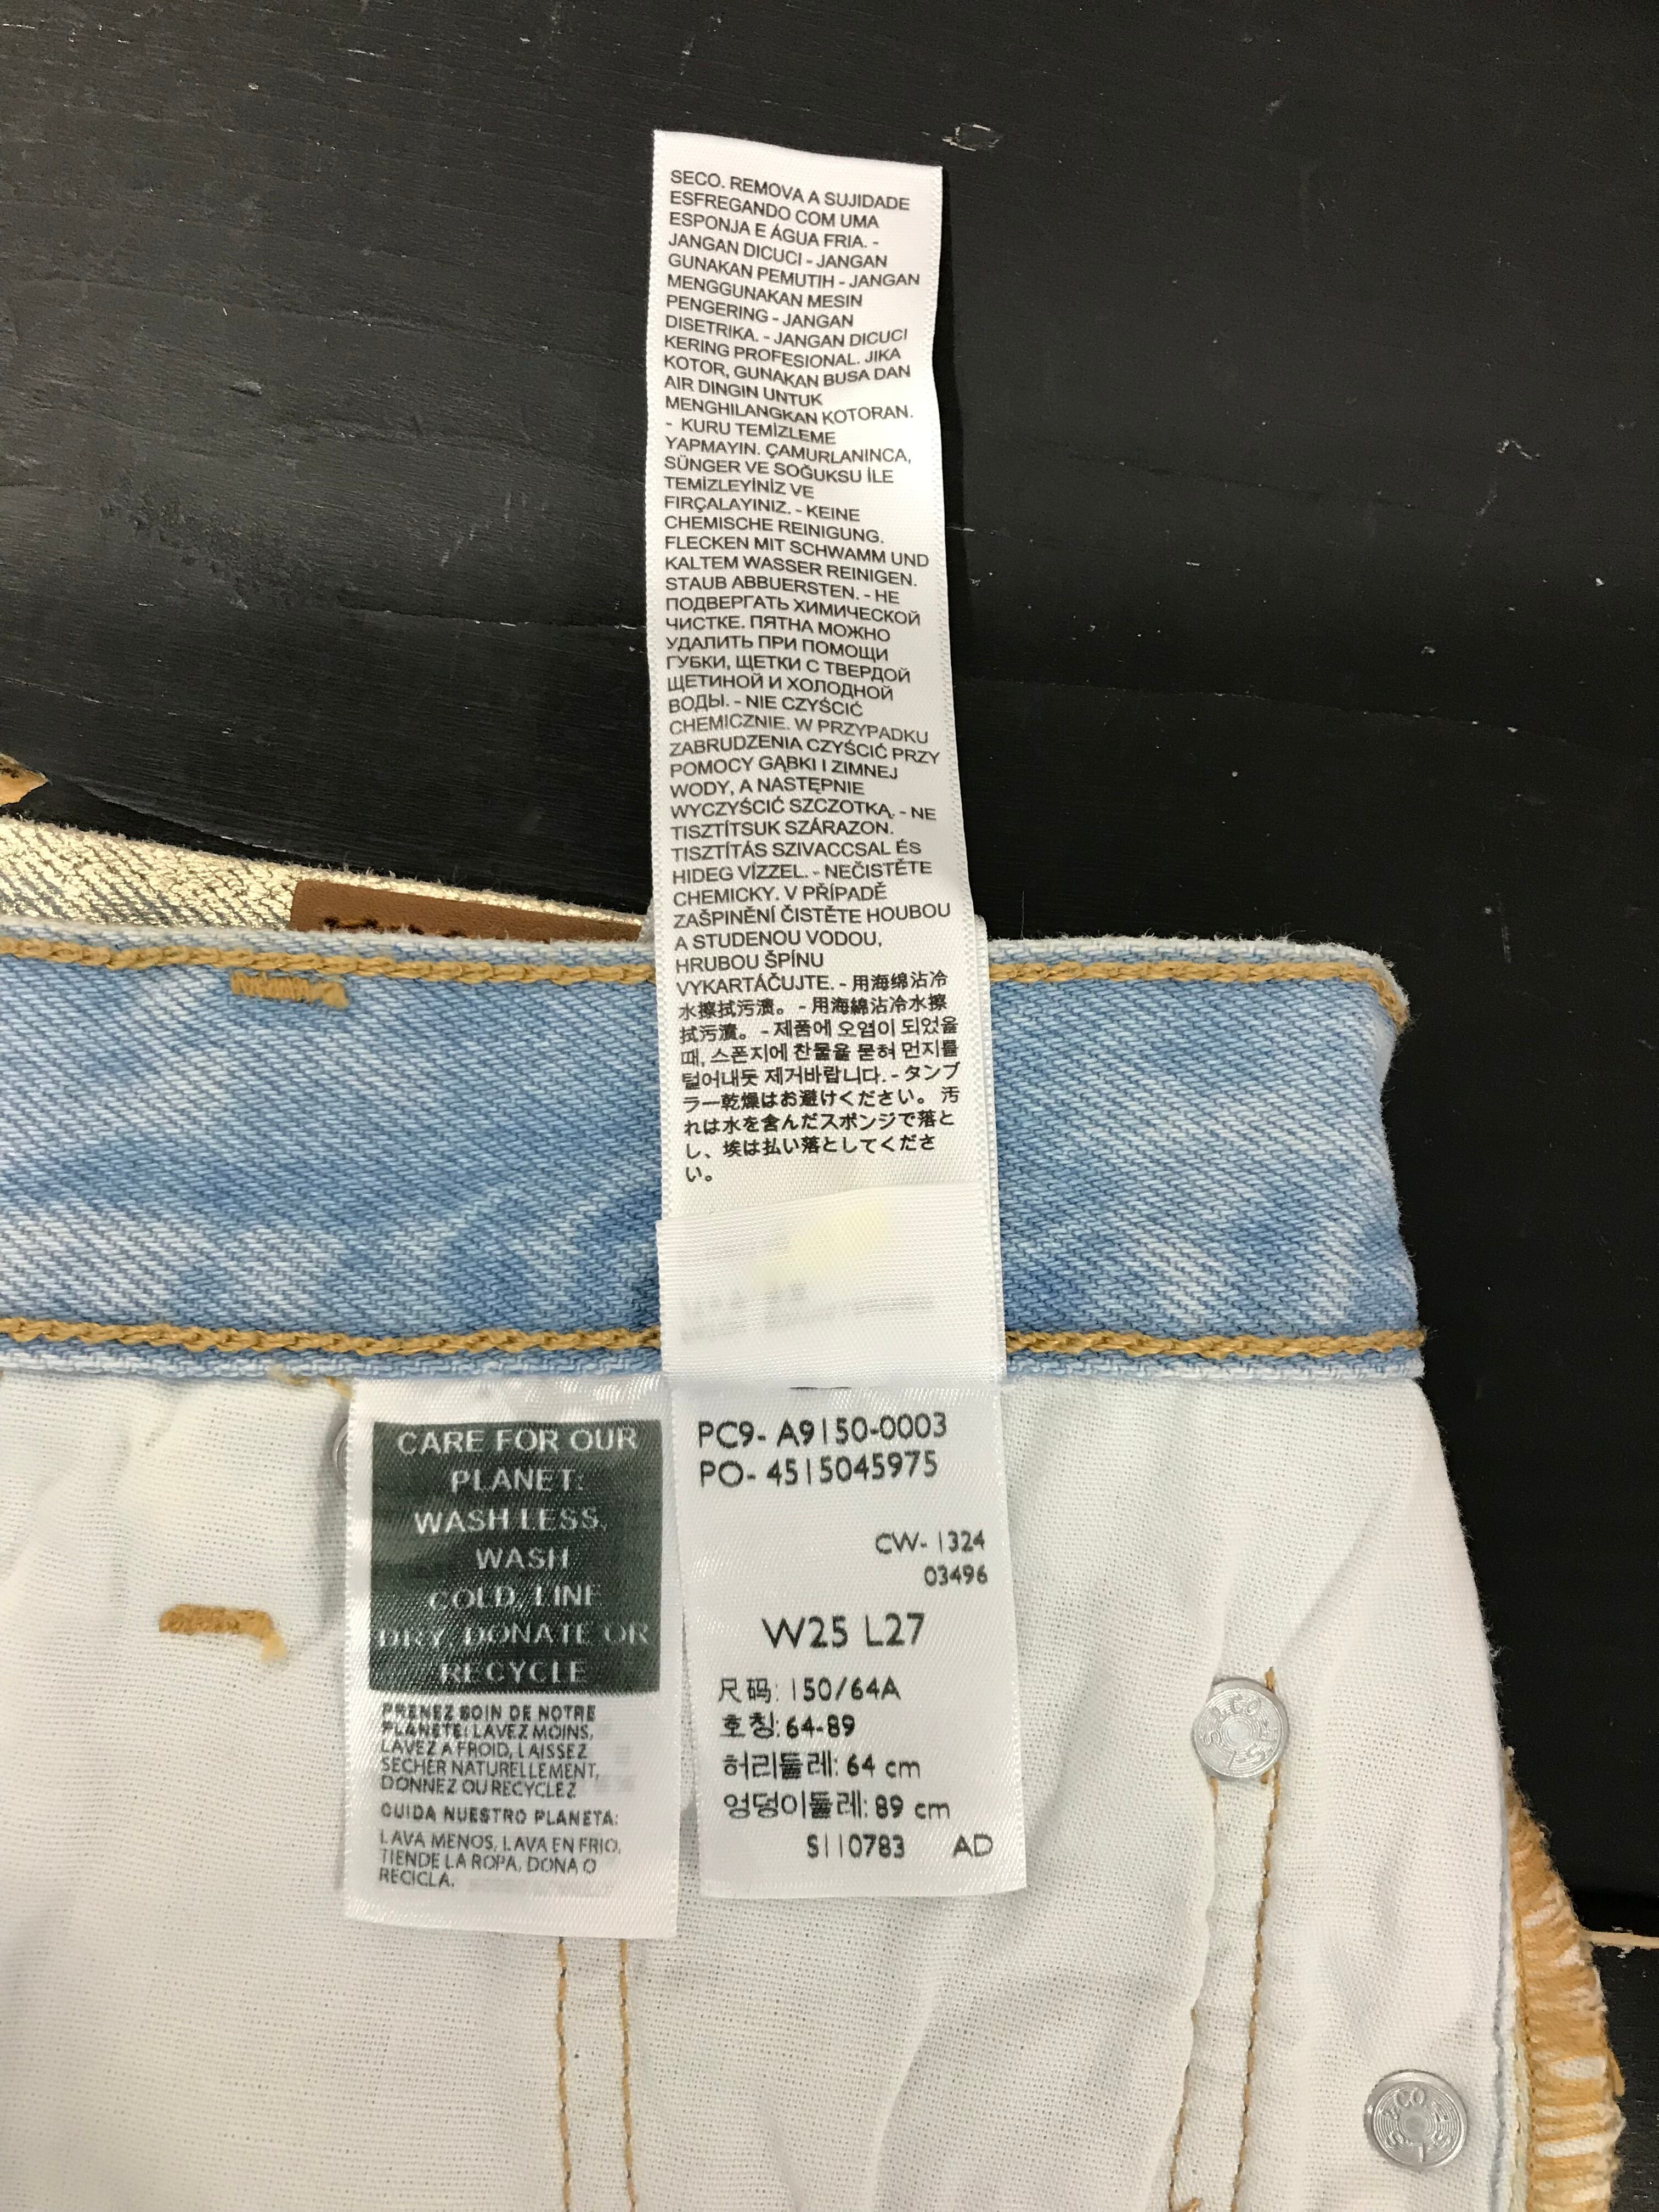 SECO. REMOVA A SUJIDADE
ESFREGANDO COM UMA
ESPONJA E ÁGUA FRIA. -
JANGAN DICUCI - JANGAN
GUNAKAN PEMUTIH - JANGAN
MENGGUNAKAN MESIN
PENGERING - JANGAN
DISETRIKA. - JANGAN DICUCI
KERING PROFESIONAL. JIKA
KOTOR, GUNAKAN BUSA DAN
AIR DINGIN UNTUK
MENGHILANGKAN KOTORAN.
- KURU TEMİZLEME
YAPMAYIN. ÇAMURLANINCA,
SÜNGER VE SOĞUKSU İLE
TEMİZLEYİNİZ VE
FIRÇALAYINIZ. - KEINE
CHEMISCHE REINIGUNG.
FLECKEN MIT SCHWAMM UND
KALTEM WASSER REINIGEN.
STAUB ABBUERSTEN. - НЕ
ПОДВЕРГАТЬ ХИМИЧЕСКОЙ
ЧИСТКЕ. ПЯТНА МОЖНО
УДАЛИТЬ ПРИ ПОМОЩИ
ГУБКИ, ЩЕТКИ С ТВЕРДОЙ
ЩЕТИНОЙ И ХОЛОДНОЙ
ВОДЫ. - NIE CZYŚCIĆ
CHEMICZNIE. W PRZYPADKU
ZABRUDZENIA CZYŚCIĆ PRZY
POMOCY GĄBKI I ZIMNEJ
WODY, A NASTĘPNIE
WYCZYŚCIĆ SZCZOTKĄ. - NE
TISZTÍTSUK SZÁRAZON.
TISZTÍTÁS SZIVACCSAL ÉS
HIDEG VÍZZEL. - NEČISTĚTE
CHEMICKY. V PŘÍPADĚ
ZAŠPINĚNÍ ČISTĚTE HOUBOU
A STUDENOU VODOU,
HRUBOU ŠPÍNU
VYKARTÁČUJTE. - 用海绵沾冷
水擦拭污渍。 - 用海綿沾冷水擦
拭污漬。 - 제품에 오염이 되었을
때, 스폰지에 찬물을 묻혀 먼지를
털어내듯 제거바랍니다. - タンブ
ラー乾燥はお避けください。 汚
れは水を含んだスポンジで落と
し、埃は払い落としてくださ
い。
CARE FOR OUR
PLANET:
WASH LESS,
WASH
COLD, LINE
DRY, DONATE OR
RECYCLE
PRENEZ SOIN DE NOTRE
PLANÈTE: LAVEZ MOINS,
LAVEZ A FROID, LAISSEZ
SÉCHER NATURELLEMENT,
DONNEZ OU RECYCLEZ
CUIDA NUESTRO PLANETA:
LAVA MENOS, LAVA EN FRIO,
TIENDE LA ROPA, DONA O
RECICLA.
PC9- A9150-0003
PO- 4515045975
CW- 1324
03496
W25 L27
尺码: 150/64A
호칭: 64-89
허리둘레: 64 cm
엉덩이둘레: 89 cm
S110783 AD